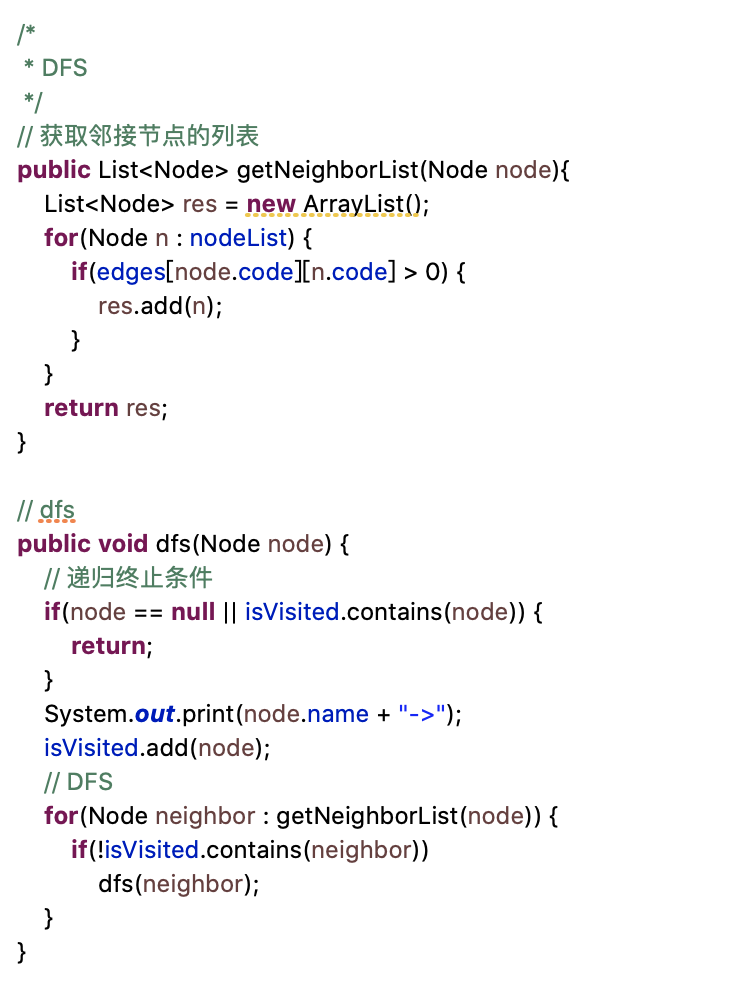 /*
 * DFS
 */
// 获取邻接节点的列表
public List<Node> getNeighborList(Node node){
    List<Node> res = new ArrayList();
    for(Node n : nodeList) {
        if(edges[node.code][n.code] > 0) {
            res.add(n);
        }
    }
    return res;
}

// dfs
public void dfs(Node node) {
    // 递归终止条件
    if(node == null || isVisited.contains(node)) {
        return;
    }
    System.out.print(node.name + "->");
    isVisited.add(node);
    // DFS
    for(Node neighbor : getNeighborList(node)) {
        if(!isVisited.contains(neighbor))
            dfs(neighbor);
    }
}